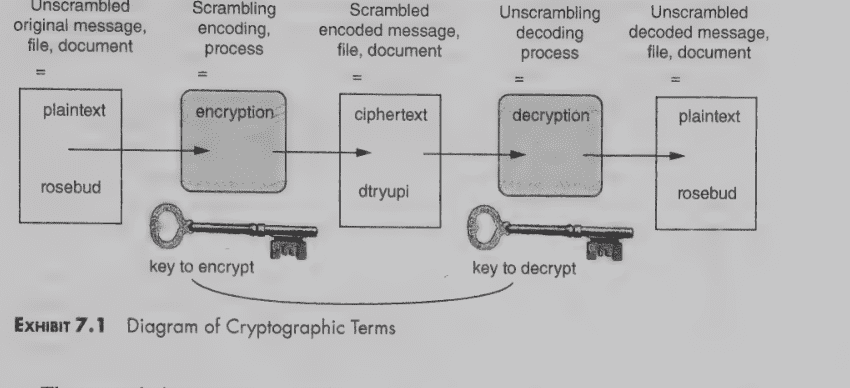 Unscrambled
original message,
file, document
=
Scrambling
encoding,
process
=
Scrambled
encoded message,
file, document
=
Unscrambling
decoding
process
=
Unscrambled
decoded message,
file, document
=
plaintext
rosebud
encryption
ciphertext
dtryupi
decryption
plaintext
rosebud
key to encrypt
key to decrypt
EXHIBIT 7.1 Diagram of Cryptographic Terms